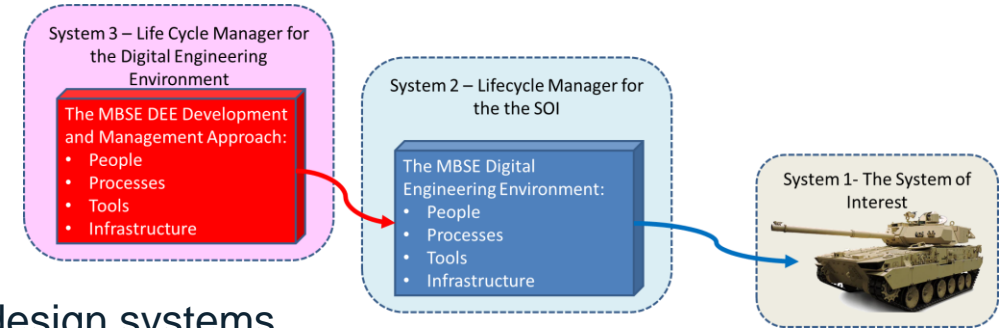 System 3 – Life Cycle Manager for
the Digital Engineering
Environment
The MBSE DEE Development
and Management Approach:
• People
• Processes
• Tools
• Infrastructure
System 2 – Lifecycle Manager for
the the SOI
The MBSE Digital
Engineering Environment:
• People
• Processes
• Tools
• Infrastructure
System 1- The System of
Interest
design systems